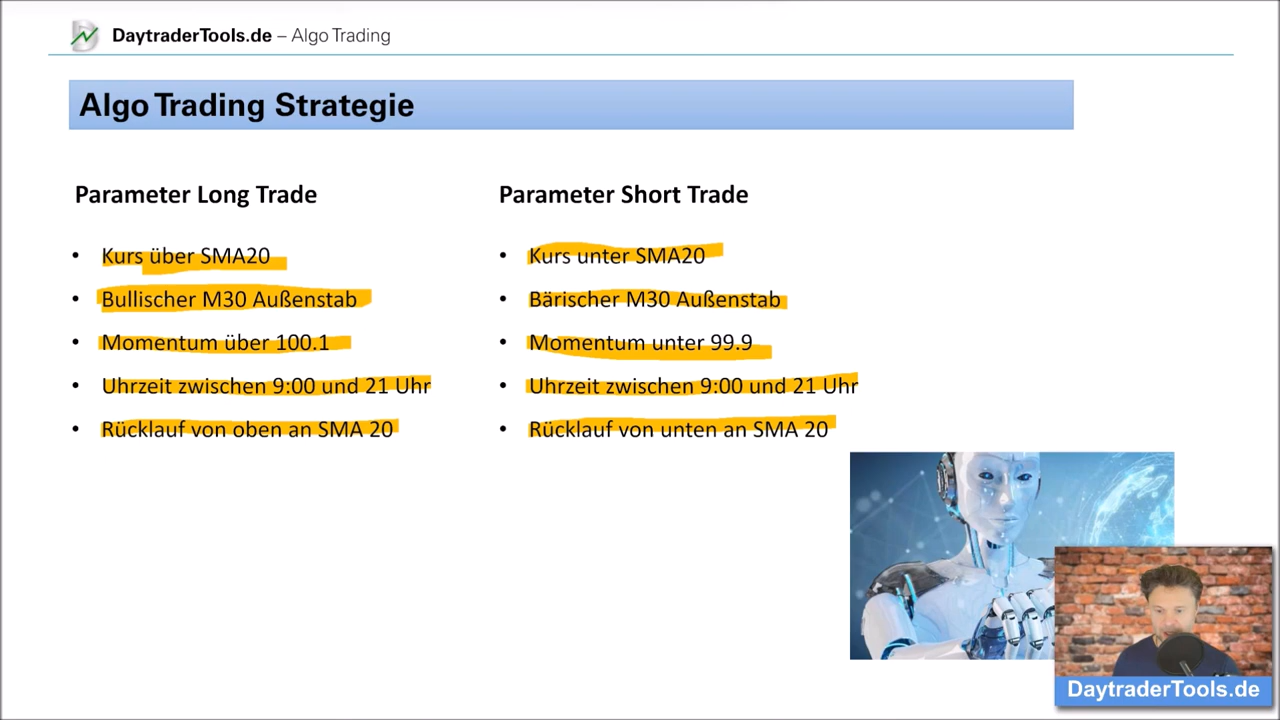 DaytraderTools.de – Algo Trading
Algo Trading Strategie
Parameter Long Trade
• Kurs über SMA20
• Bullischer M30 Außenstab
• Momentum über 100.1
• Uhrzeit zwischen 9:00 und 21 Uhr
• Rücklauf von oben an SMA 20
Parameter Short Trade
• Kurs unter SMA20
• Bärischer M30 Außenstab
• Momentum unter 99.9
• Uhrzeit zwischen 9:00 und 21 Uhr
• Rücklauf von unten an SMA 20
DaytraderTools.de